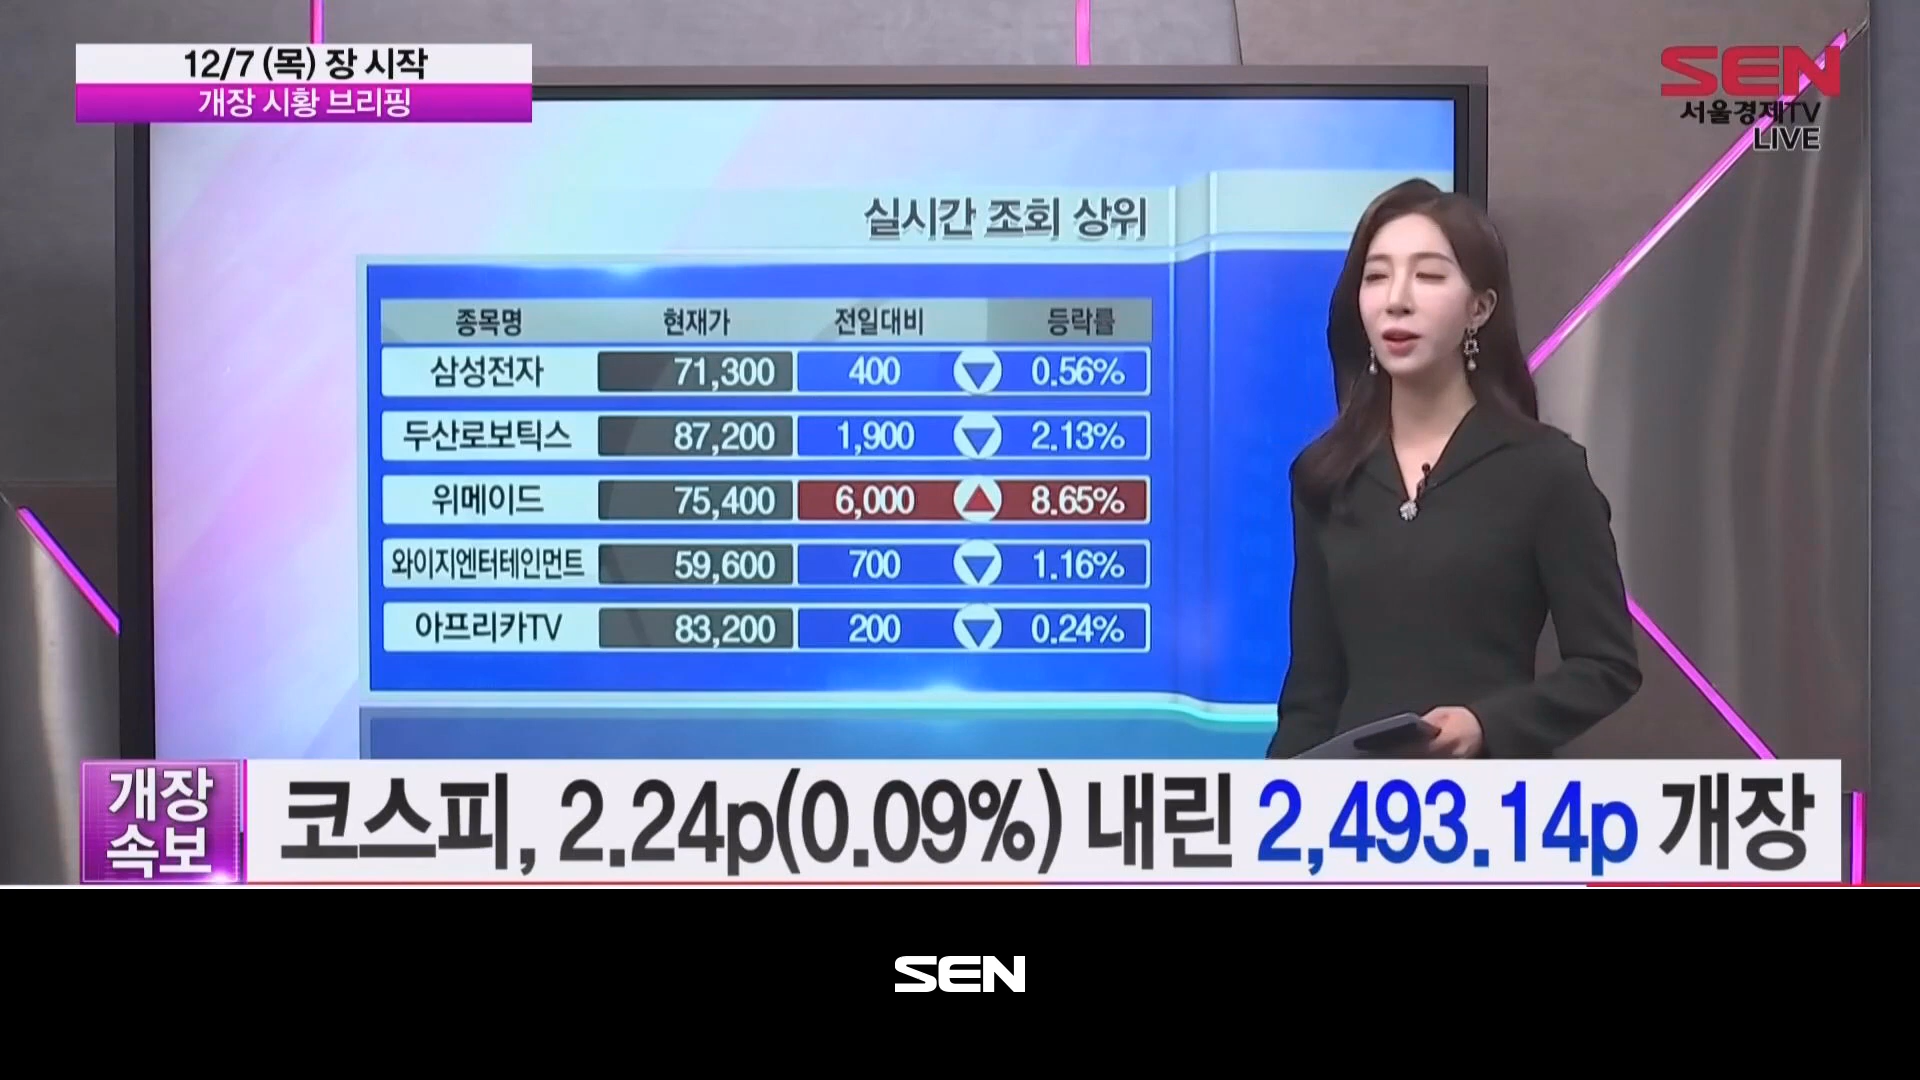 12/7 (목) 장 시작
개장 시황 브리핑
SEN
서울경제TV
LIVE
실시간 조회 상위
종목명 현재가 전일대비 등락률
삼성전자 71,300 400 ▼ 0.56%
두산로보틱스 87,200 1,900 ▼ 2.13%
위메이드 75,400 6,000 ▲ 8.65%
와이지엔터테인먼트 59,600 700 ▼ 1.16%
아프리카TV 83,200 200 ▼ 0.24%
개장
속보
코스피, 2.24p(0.09%) 내린 2,493.14p 개장
SEN